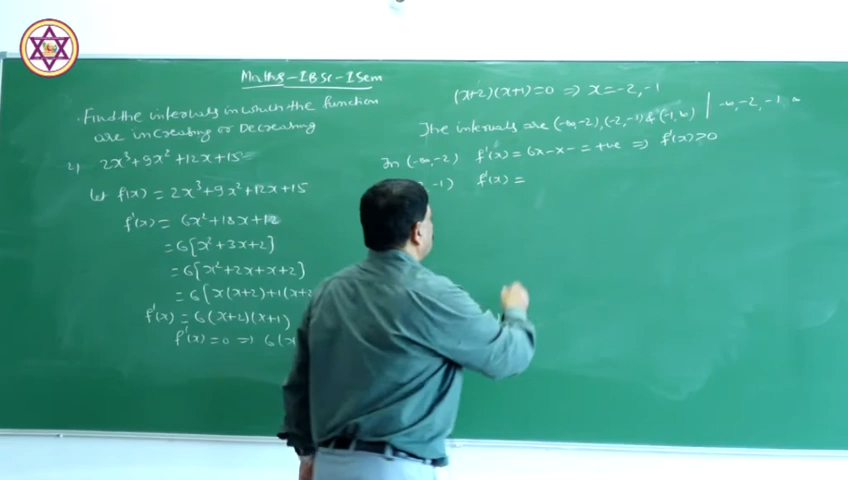 Maths-I BSc-I Sem
Find the intervals in which the function
are increasing or Decreasing
2x³+9x²+12x+15
let f(x) = 2x³+9x²+12x+15
f'(x) = 6x²+18x+12
=6[x²+3x+2]
=6[x²+2x+x+2]
=6[x(x+2)+1(x+2
f'(x) = 6(x+2)(x+1)
f'(x)=0 => 6(x
(x+2)(x+1)=0 => x=-2,-1
The intervals are (-∞,-2),(-2,-1)&(-1,∞) | -∞,-2,-1,∞
In (-∞,-2) f'(x) = 6x-x- = +ve => f'(x)>0
-1) f'(x) =